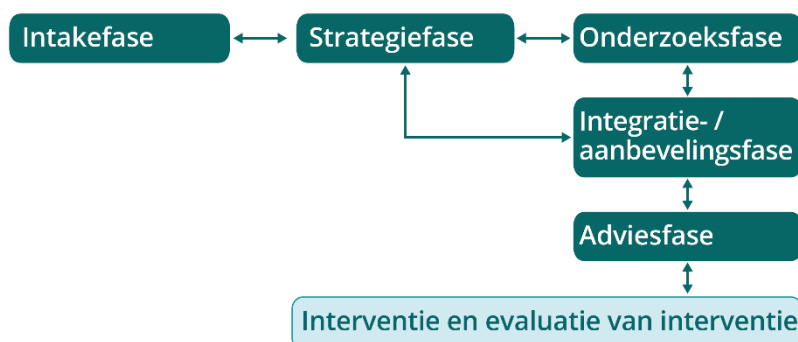 Intakefase
Strategiefase
Onderzoeksfase
Integratie- /
aanbevelingsfase
Adviesfase
Interventie en evaluatie van interventie